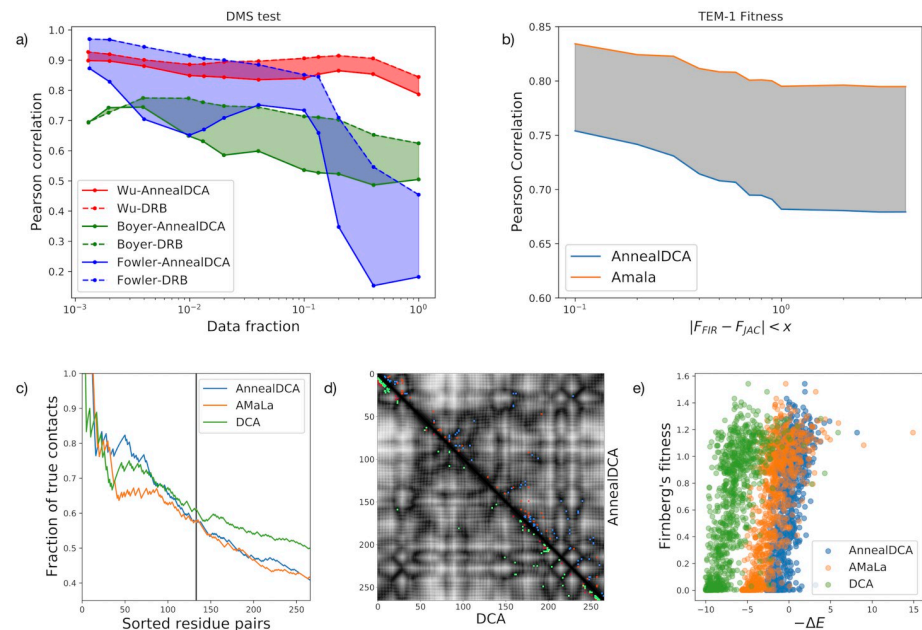 a)
DMS test
Pearson correlation
1.0
0.9
0.8
0.7
0.6
0.5
0.4
0.3
0.2
Wu-AnnealDCA
Wu-DRB
Boyer-AnnealDCA
Boyer-DRB
Fowler-AnnealDCA
Fowler-DRB
10⁻³
10⁻²
10⁻¹
10⁰
Data fraction
b)
TEM-1 Fitness
Pearson Correlation
0.85
0.80
0.75
0.70
0.65
0.60
AnnealDCA
Amala
10⁻¹
10⁰
|F_FIR − F_JAC| < x
c)
Fraction of true contacts
1.0
0.9
0.8
0.7
0.6
0.5
0.4
AnnealDCA
AMaLa
DCA
0
50
100
150
200
250
Sorted residue pairs
d)
0
50
100
150
200
250
0
50
100
150
200
250
DCA
AnnealDCA
e)
Firnberg's fitness
1.6
1.4
1.2
1.0
0.8
0.6
0.4
0.2
0.0
AnnealDCA
AMaLa
DCA
-10
-5
0
5
10
15
−ΔE